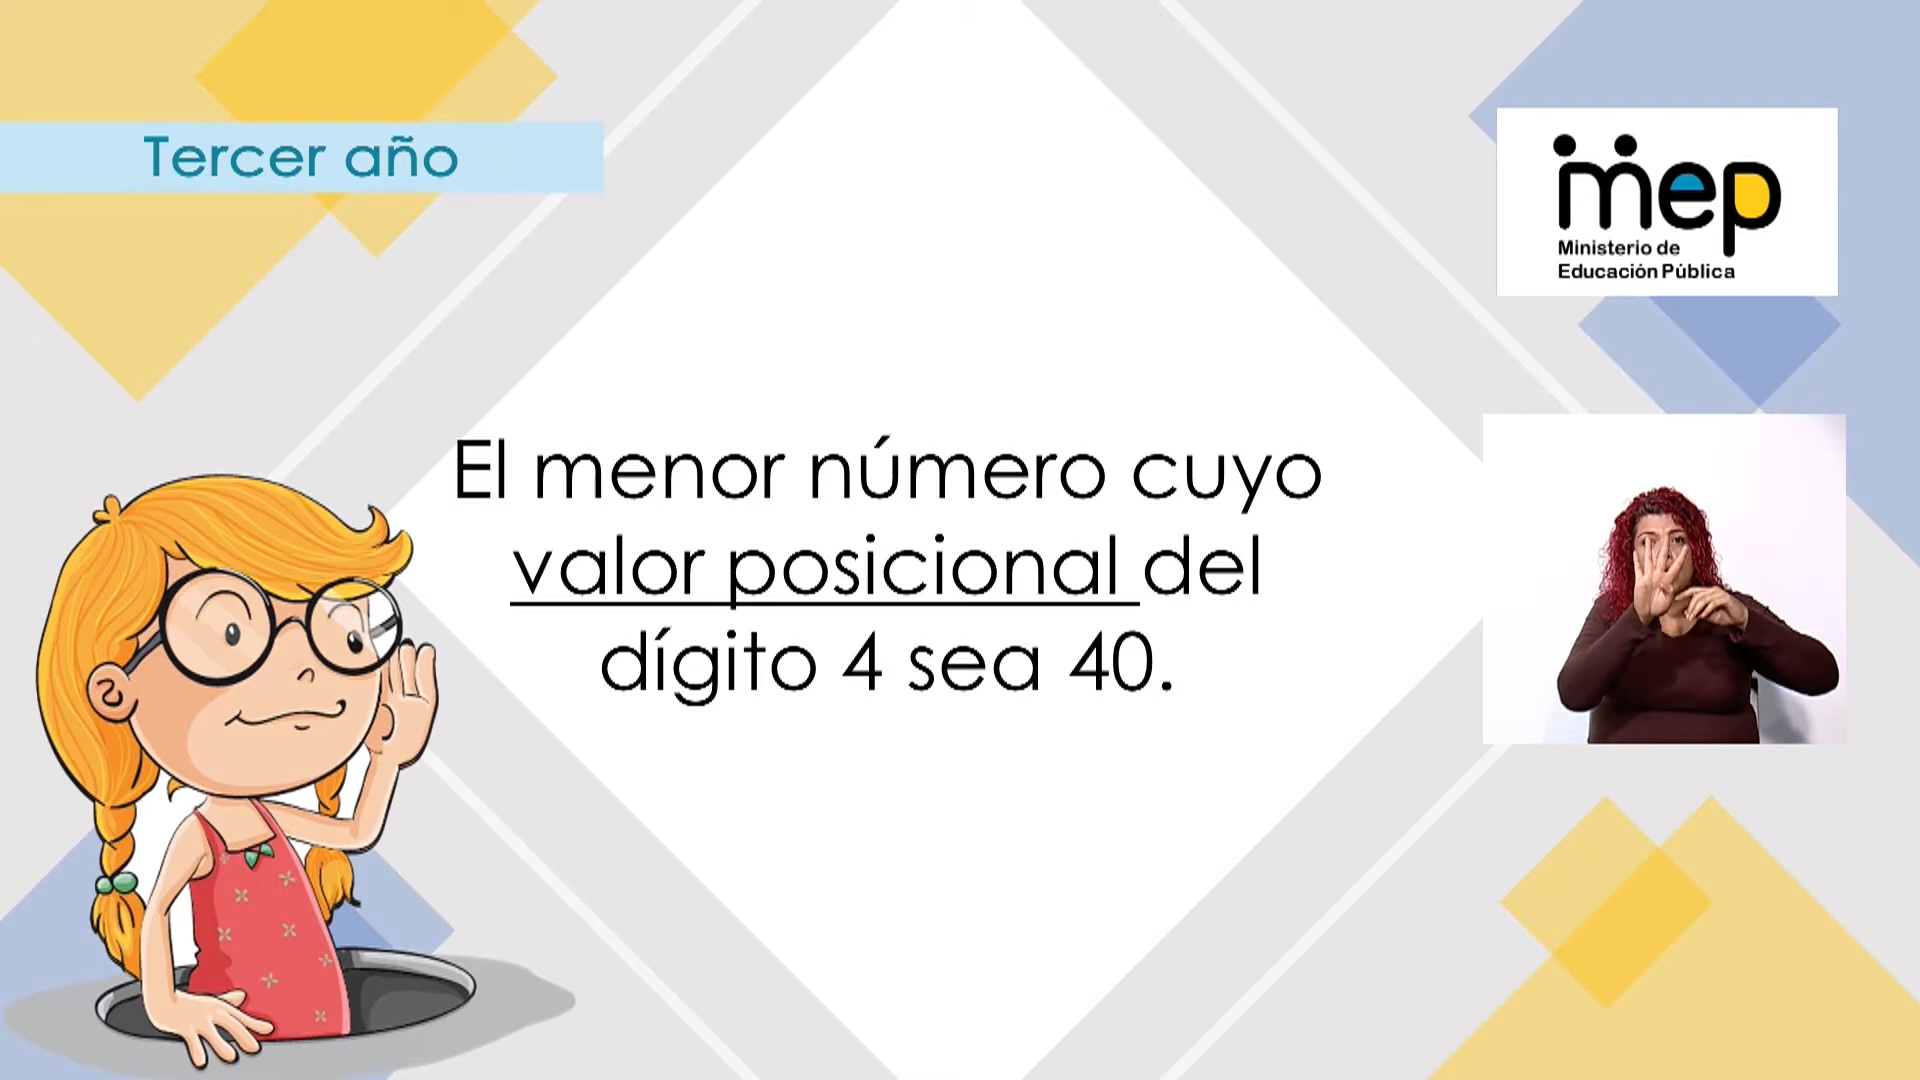 Tercer año
mep
Ministerio de
Educación Pública
El menor número cuyo
valor posicional del
dígito 4 sea 40.